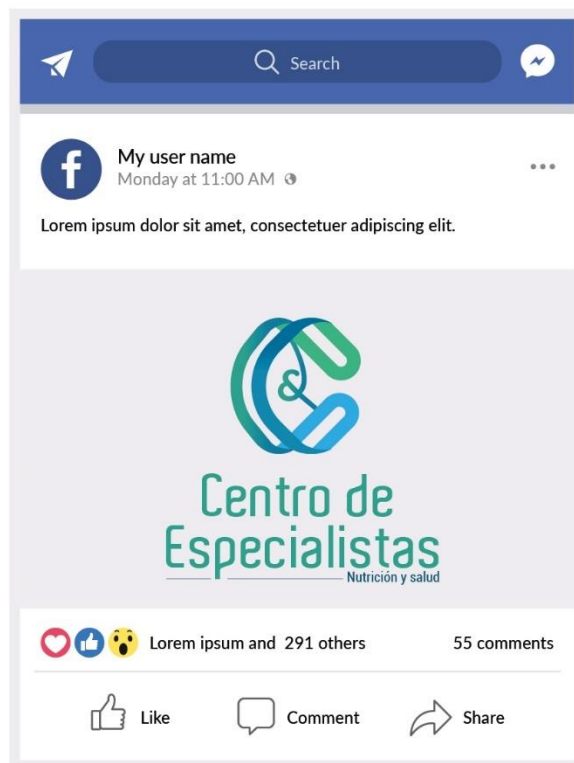 Search
My user name
Monday at 11:00 AM
Lorem ipsum dolor sit amet, consectetuer adipiscing elit.
&
Centro de
Especialistas
Nutrición y salud
Lorem ipsum and 291 others 55 comments
Like Comment Share